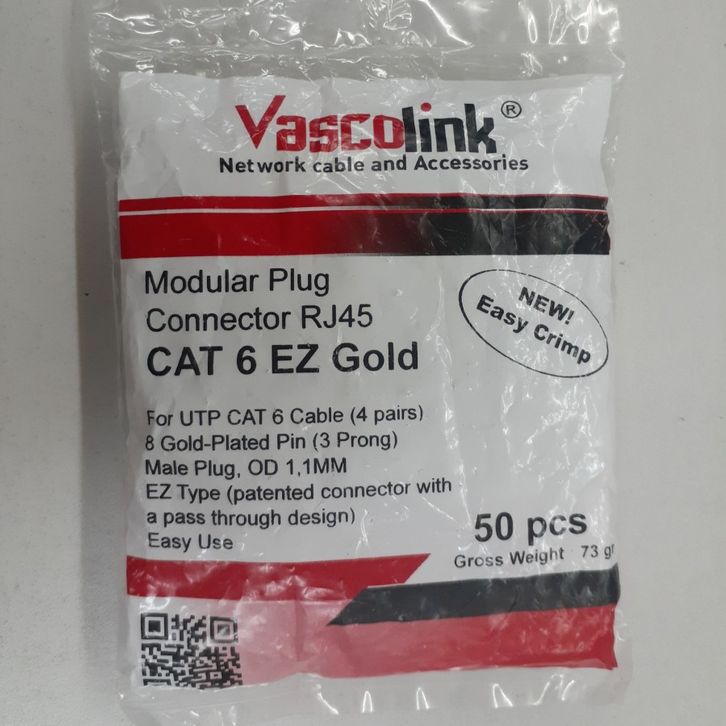 Vascolink®
Network cable and Accessories
Modular Plug
Connector RJ45
CAT 6 EZ Gold
NEW!
Easy Crimp
For UTP CAT 6 Cable (4 pairs)
8 Gold-Plated Pin (3 Prong)
Male Plug, OD 1,1MM
EZ Type (patented connector with
a pass through design)
Easy Use
50 pcs
Gross Weight : 73 gr